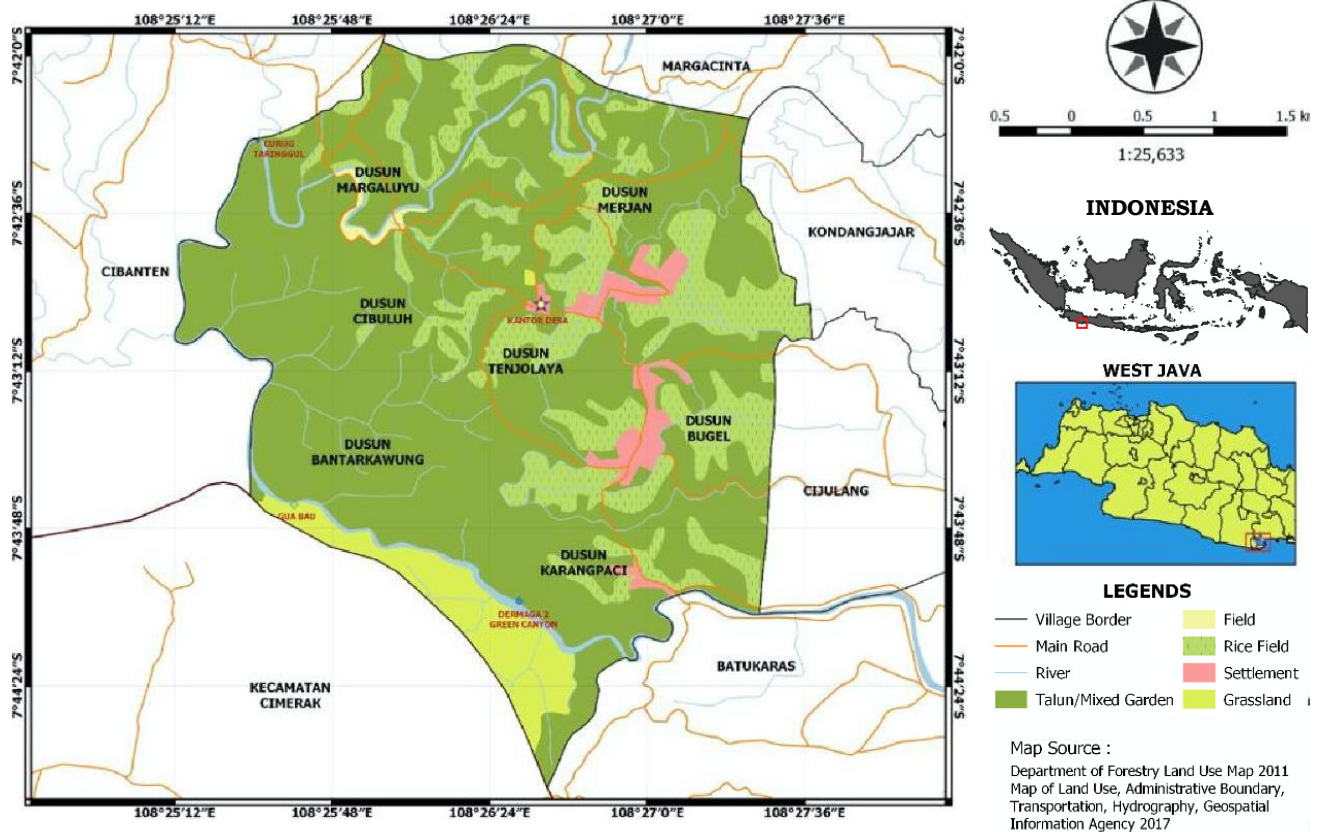 108°25′12″E 108°25′48″E 108°26′24″E 108°27′0″E 108°27′36″E
7°42′0″S
7°42′36″S
7°43′12″S
7°43′48″S
7°44′24″S
7°42′0″S
7°42′36″S
7°43′12″S
7°43′48″S
7°44′24″S
MARGACINTA
CURUG
TARINGGUL
DUSUN
MARGALUYU
DUSUN
MERJAN
KONDANGJAJAR
CIBANTEN
DUSUN
CIBULUH
KANTOR DESA
DUSUN
TENJOLAYA
DUSUN
BUGEL
DUSUN
BANTARKAWUNG
CIJULANG
GUA BAU
DUSUN
KARANGPACI
DERMAGA 2
GREEN CANYON
BATUKARAS
KECAMATAN
CIMERAK
108°25′12″E 108°25′48″E 108°26′24″E 108°27′0″E 108°27′36″E
0.5 0 0.5 1 1.5 km
1:25,633
INDONESIA
WEST JAVA
LEGENDS
Village Border
Main Road
River
Talun/Mixed Garden
Field
Rice Field
Settlement
Grassland
Map Source :
Department of Forestry Land Use Map 2011
Map of Land Use, Administrative Boundary,
Transportation, Hydrography, Geospatial
Information Agency 2017